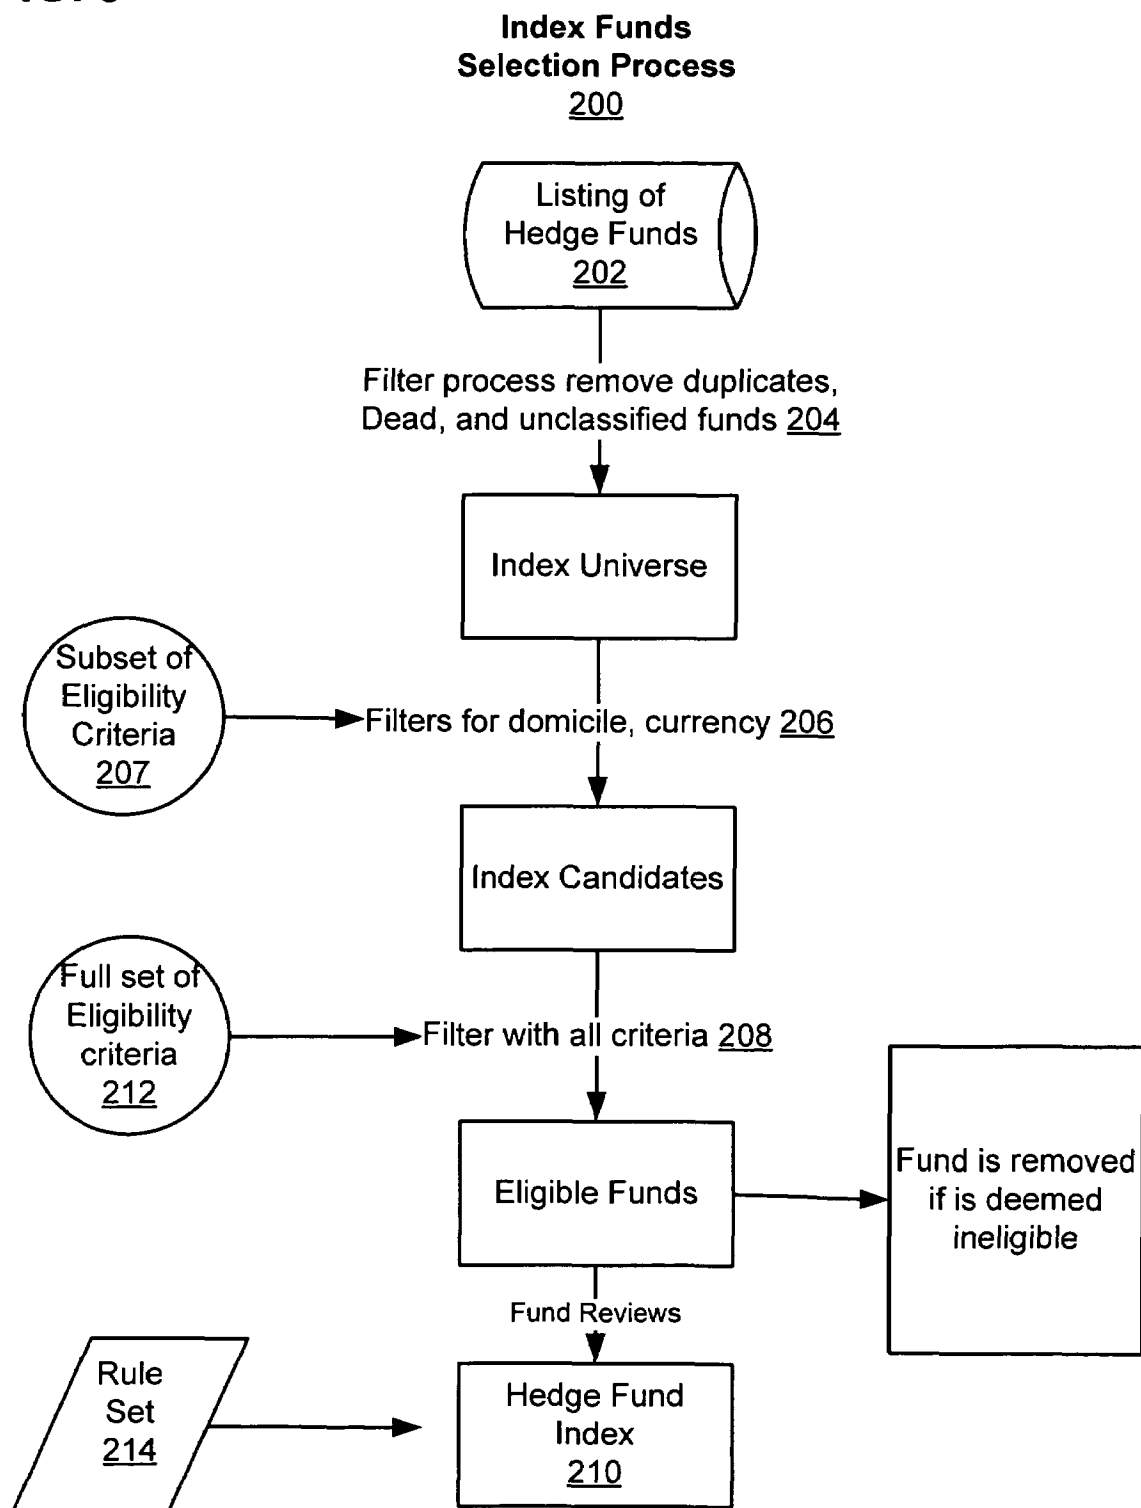 Index Funds
Selection Process
200
Listing of
Hedge Funds
202
Filter process remove duplicates,
Dead, and unclassified funds 204
Index Universe
Subset of
Eligibility
Criteria
207
Filters for domicile, currency 206
Index Candidates
Full set of
Eligibility
criteria
212
Filter with all criteria 208
Eligible Funds
Fund is removed
if is deemed
ineligible
Fund Reviews
Rule
Set
214
Hedge Fund
Index
210